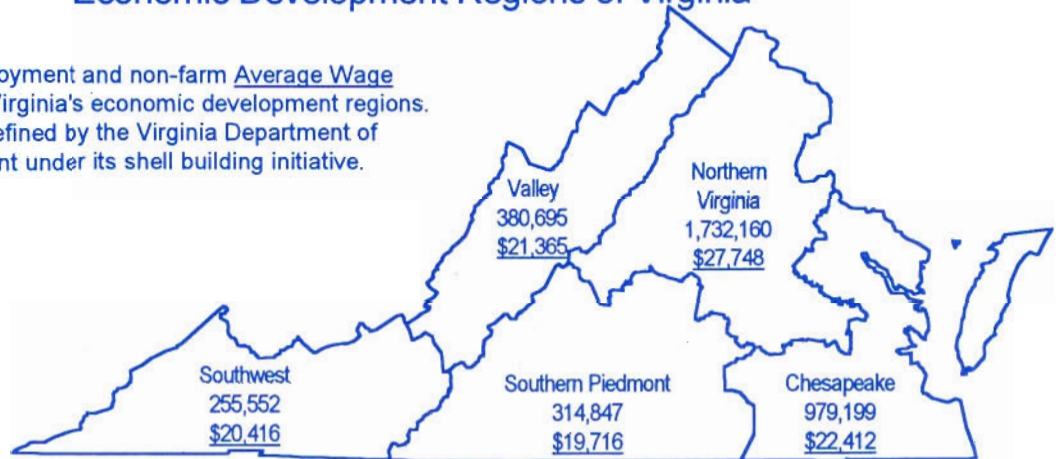 Economic Development Regions of Virginia
oyment and non-farm Average Wage
Virginia's economic development regions.
efined by the Virginia Department of
nt under its shell building initiative.
Valley
380,695
$21,365
Northern
Virginia
1,732,160
$27,748
Southwest
255,552
$20,416
Southern Piedmont
314,847
$19,716
Chesapeake
979,199
$22,412